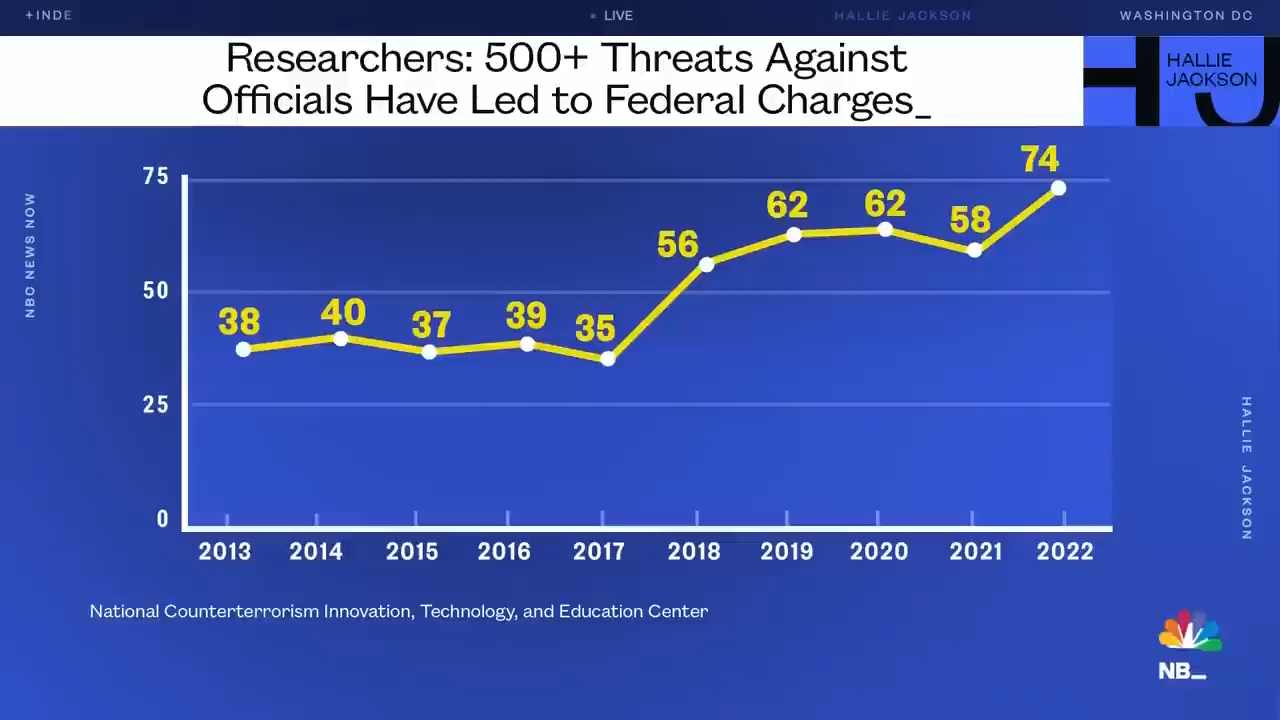 +INDE
LIVE
HALLIE JACKSON
WASHINGTON DC
Researchers: 500+ Threats Against
Officials Have Led to Federal Charges_
HALLIE
JACKSON
HJ
NBC NEWS NOW
75
50
25
0
38
40
37
39
35
56
62
62
58
74
2013
2014
2015
2016
2017
2018
2019
2020
2021
2022
HALLIE JACKSON
National Counterterrorism Innovation, Technology, and Education Center
NB_